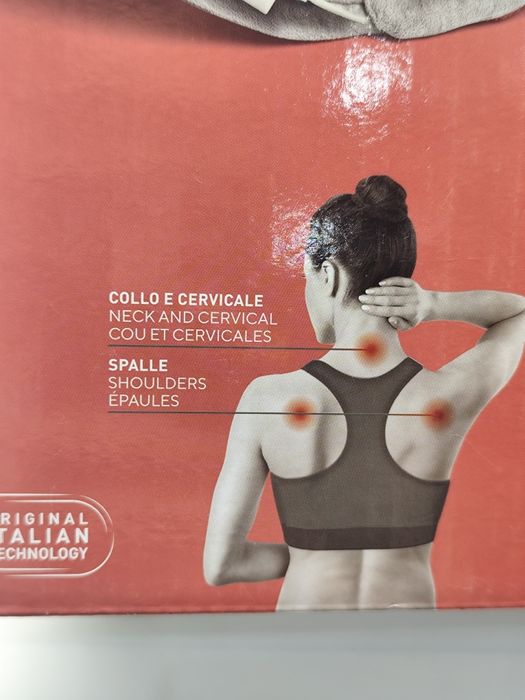 COLLO E CERVICALE
NECK AND CERVICAL
COU ET CERVICALES
SPALLE
SHOULDERS
ÉPAULES
RIGINAL
TALIAN
ECHNOLOGY